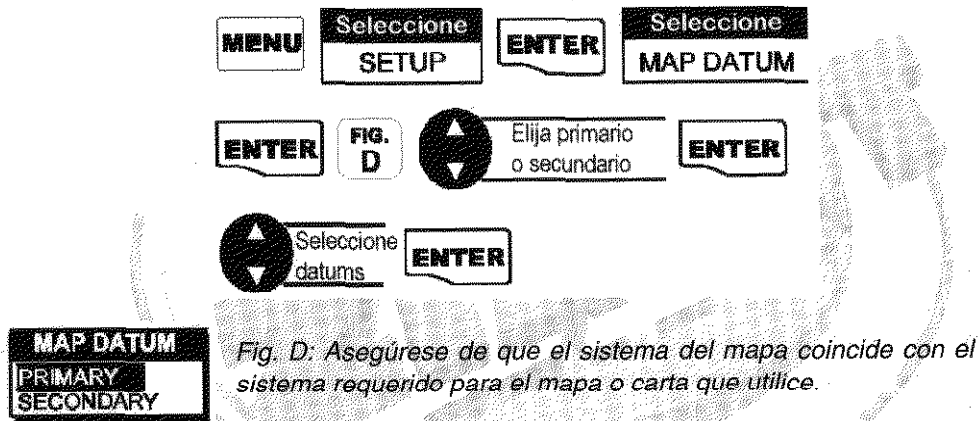 MENU
Seleccione
SETUP
ENTER
Seleccione
MAP DATUM
ENTER
FIG.
D
Elija primario
o secundario
ENTER
Seleccione
datums
ENTER
MAP DATUM
PRIMARY
SECONDARY
Fig. D: Asegúrese de que el sistema del mapa coincide con el
sistema requerido para el mapa o carta que utilice.